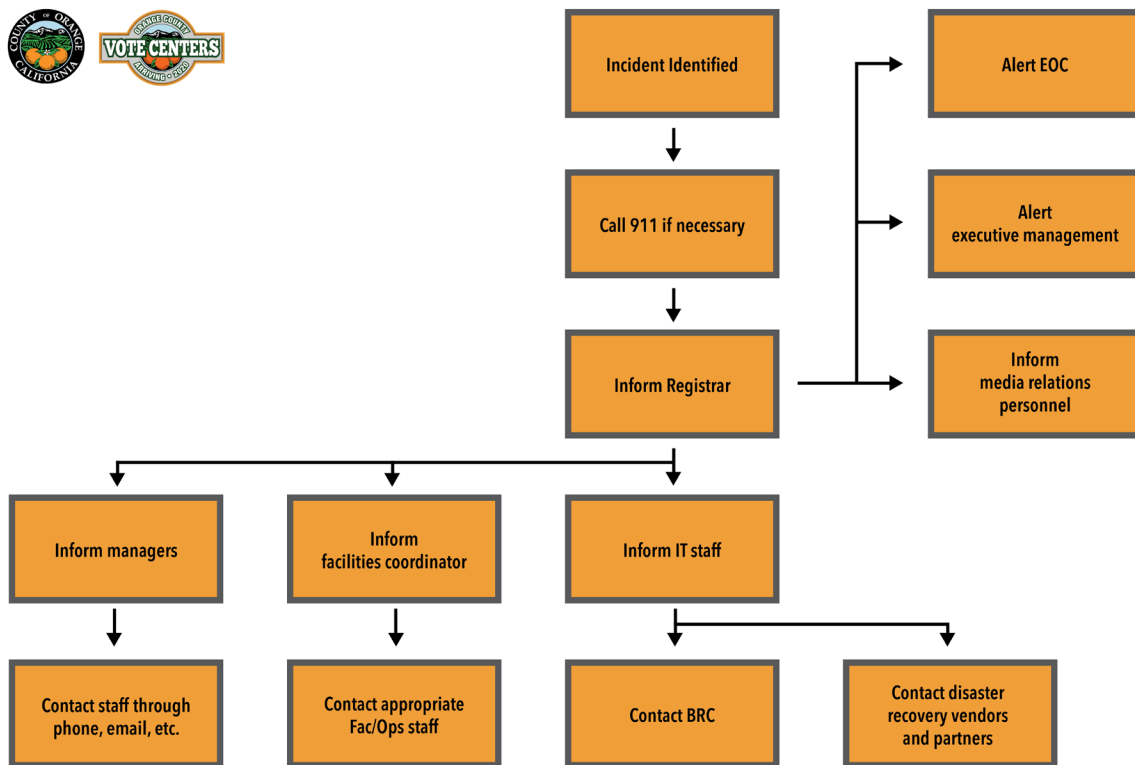 COUNTY OF ORANGE
CALIFORNIA
ORANGE COUNTY
VOTE CENTERS
ARRIVING • 2020
Incident Identified
Alert EOC
Call 911 if necessary
Alert
executive management
Inform Registrar
Inform
media relations
personnel
Inform managers
Inform
facilities coordinator
Inform IT staff
Contact staff through
phone, email, etc.
Contact appropriate
Fac/Ops staff
Contact BRC
Contact disaster
recovery vendors
and partners